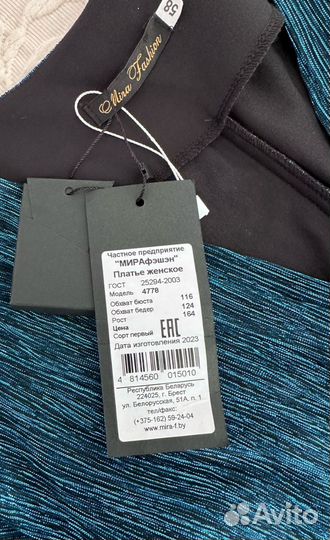 58
Mira Fashion
Частное предприятие
"МИРАфэшэн"
Платье женское
ГОСТ 25294-2003
Модель 4778
Обхват бюста 116
Обхват бедер 124
Рост 164
Цена
Сорт первый EAC
Дата изготовления 2023
4 814560 015010
Республика Беларусь
224025, г. Брест
ул. Белорусская, 51А, п. 1
тел/факс:
(+375-162) 59-24-04
www.mira-f.by
Avito